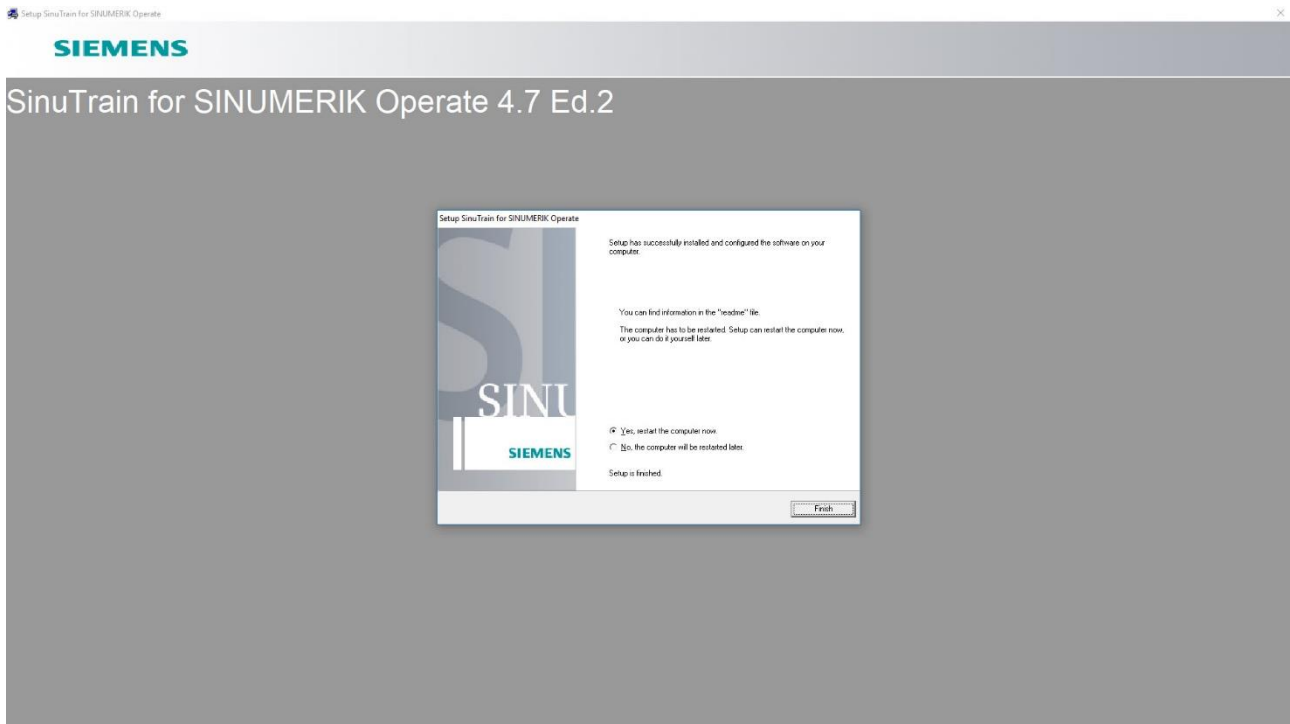 Setup SinuTrain for SINUMERIK Operate
SIEMENS
SinuTrain for SINUMERIK Operate 4.7 Ed.2
Setup SinuTrain for SINUMERIK Operate
Setup has successfully installed and configured the software on your
computer.
You can find information in the "readme" file.
The computer has to be restarted. Setup can restart the computer now,
or you can do it yourself later.
SINU
SIEMENS
Yes, restart the computer now.
No, the computer will be restarted later.
Setup is finished.
Finish